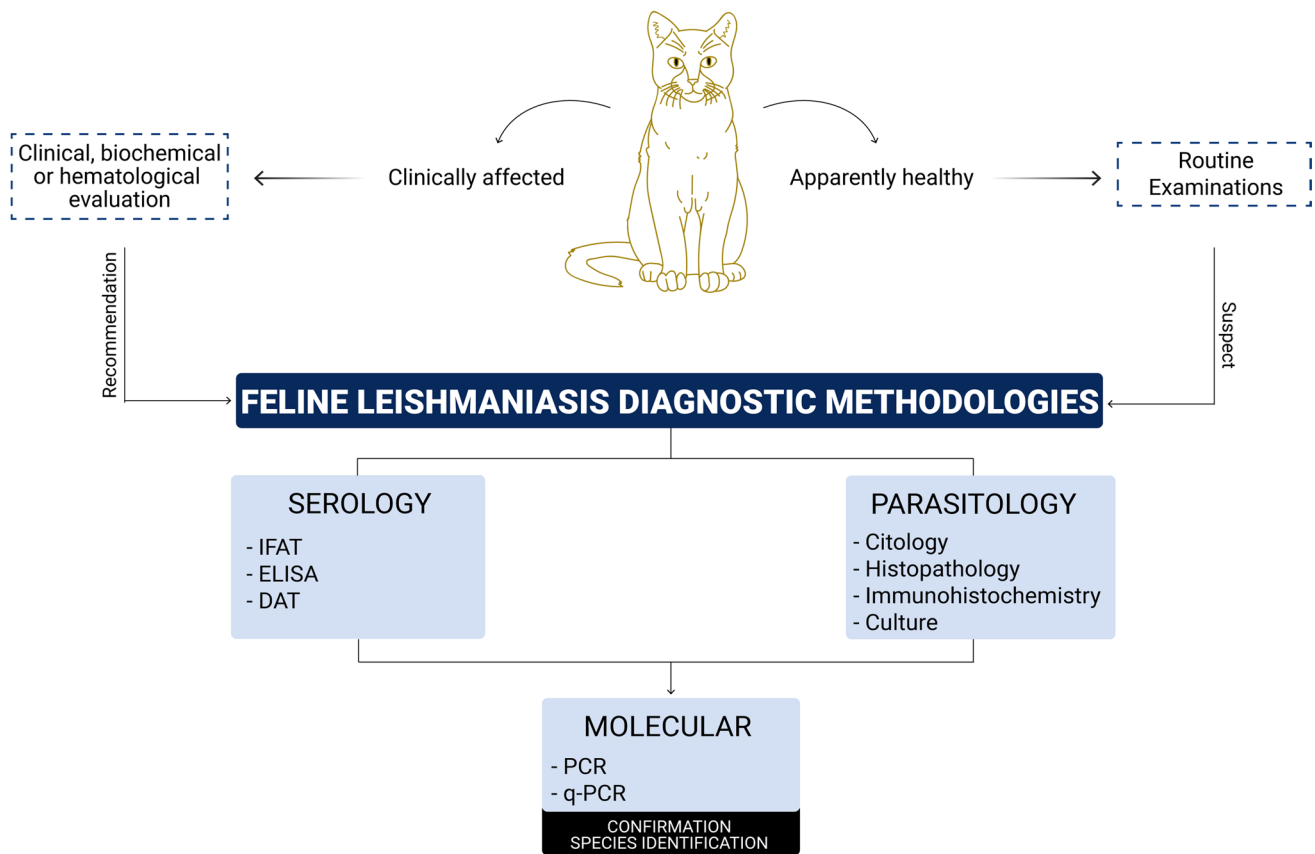 Clinical, biochemical
or hematological
evaluation
Clinically affected
Apparently healthy
Routine
Examinations
Recommendation
Suspect
FELINE LEISHMANIASIS DIAGNOSTIC METHODOLOGIES
SEROLOGY
- IFAT
- ELISA
- DAT
PARASITOLOGY
- Citology
- Histopathology
- Immunohistochemistry
- Culture
MOLECULAR
- PCR
- q-PCR
CONFIRMATION
SPECIES IDENTIFICATION